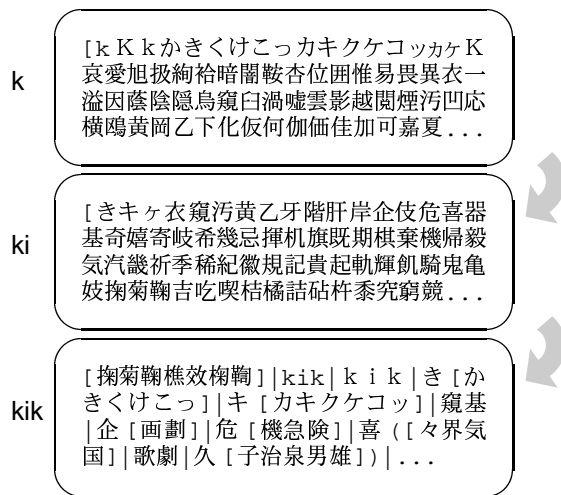 k
[kKkかきくけこっカキクケコッヵヶK
哀愛旭扱絢袷暗闇鞍杏位囲惟易畏異衣一
溢因蔭陰隠烏窺臼渦嘘雲影越閲煙汚凹応
横鴎黄岡乙下化仮何伽価佳加可嘉夏...
ki
[きキヶ衣窺汚黄乙牙階肝岸企伎危喜器
基奇嬉寄岐希幾忌揮机旗既期棋棄機帰毅
気汽畿祈季稀紀徽規記貴起軌輝飢騎鬼亀
妓掬菊鞠吉吃喫桔橘詰砧杵黍究窮競...
kik
[掬菊鞠樵効椈鞫]|kik|ｋｉｋ|き[か
きくけこっ]|キ[カキクケコッ]|窺基
|企[画劃]|危[機急険]|喜([々界気
国]|歌劇|久[子治泉男雄])|...